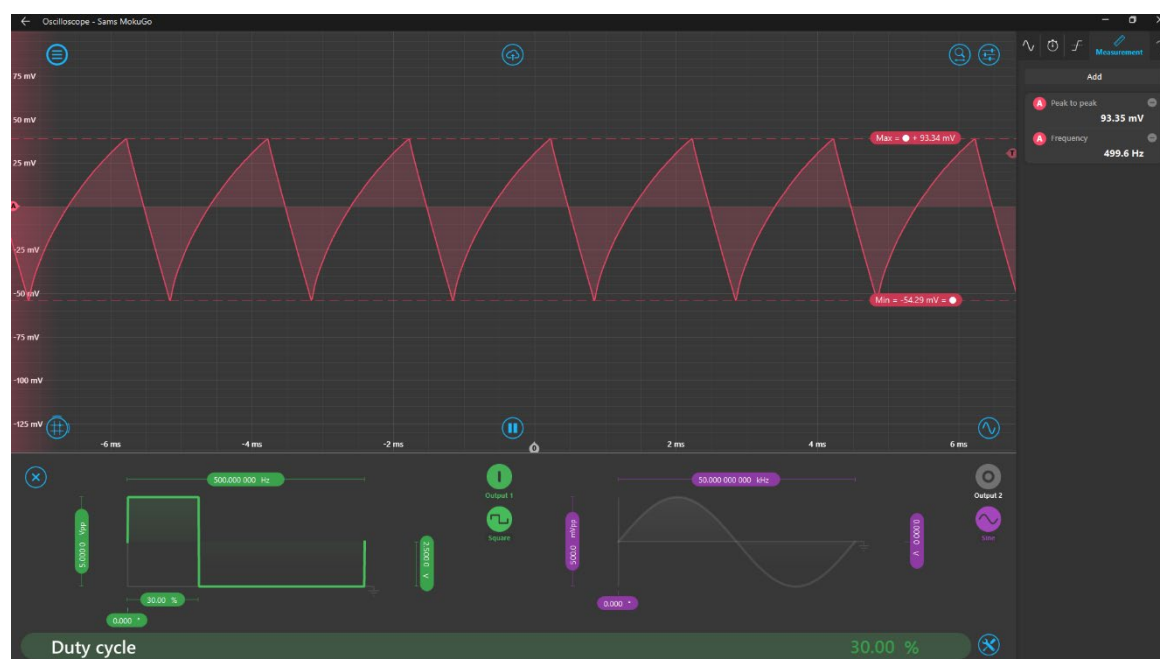 Oscilloscope - Sams MokuGo
Measurement
Add
A Peak to peak
93.35 mV
A Frequency
499.6 Hz
75 mV
50 mV
25 mV
-25 mV
-50 mV
-75 mV
-100 mV
-125 mV
Max = + 93.34 mV
Min = -54.29 mV =
T
A
-6 ms
-4 ms
-2 ms
0
2 ms
4 ms
6 ms
500.000 000 Hz
5.000 0 Vpp
2.500 0 V
30.00 %
0.000 °
Output 1
Square
50.000 000 000 kHz
500.0 mVpp
0.000 0 V
0.000 °
Output 2
Sine
Duty cycle
30.00 %